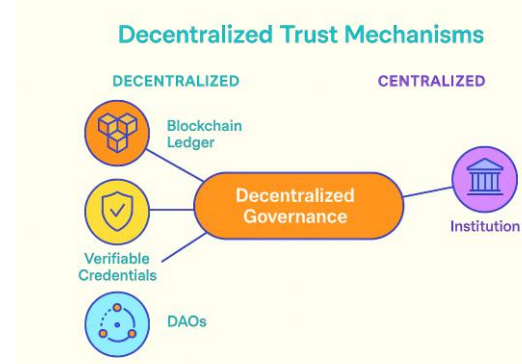 Decentralized Trust Mechanisms
DECENTRALIZED
CENTRALIZED
Blockchain
Ledger
Decentralized
Governance
Institution
Verifiable
Credentials
DAOs